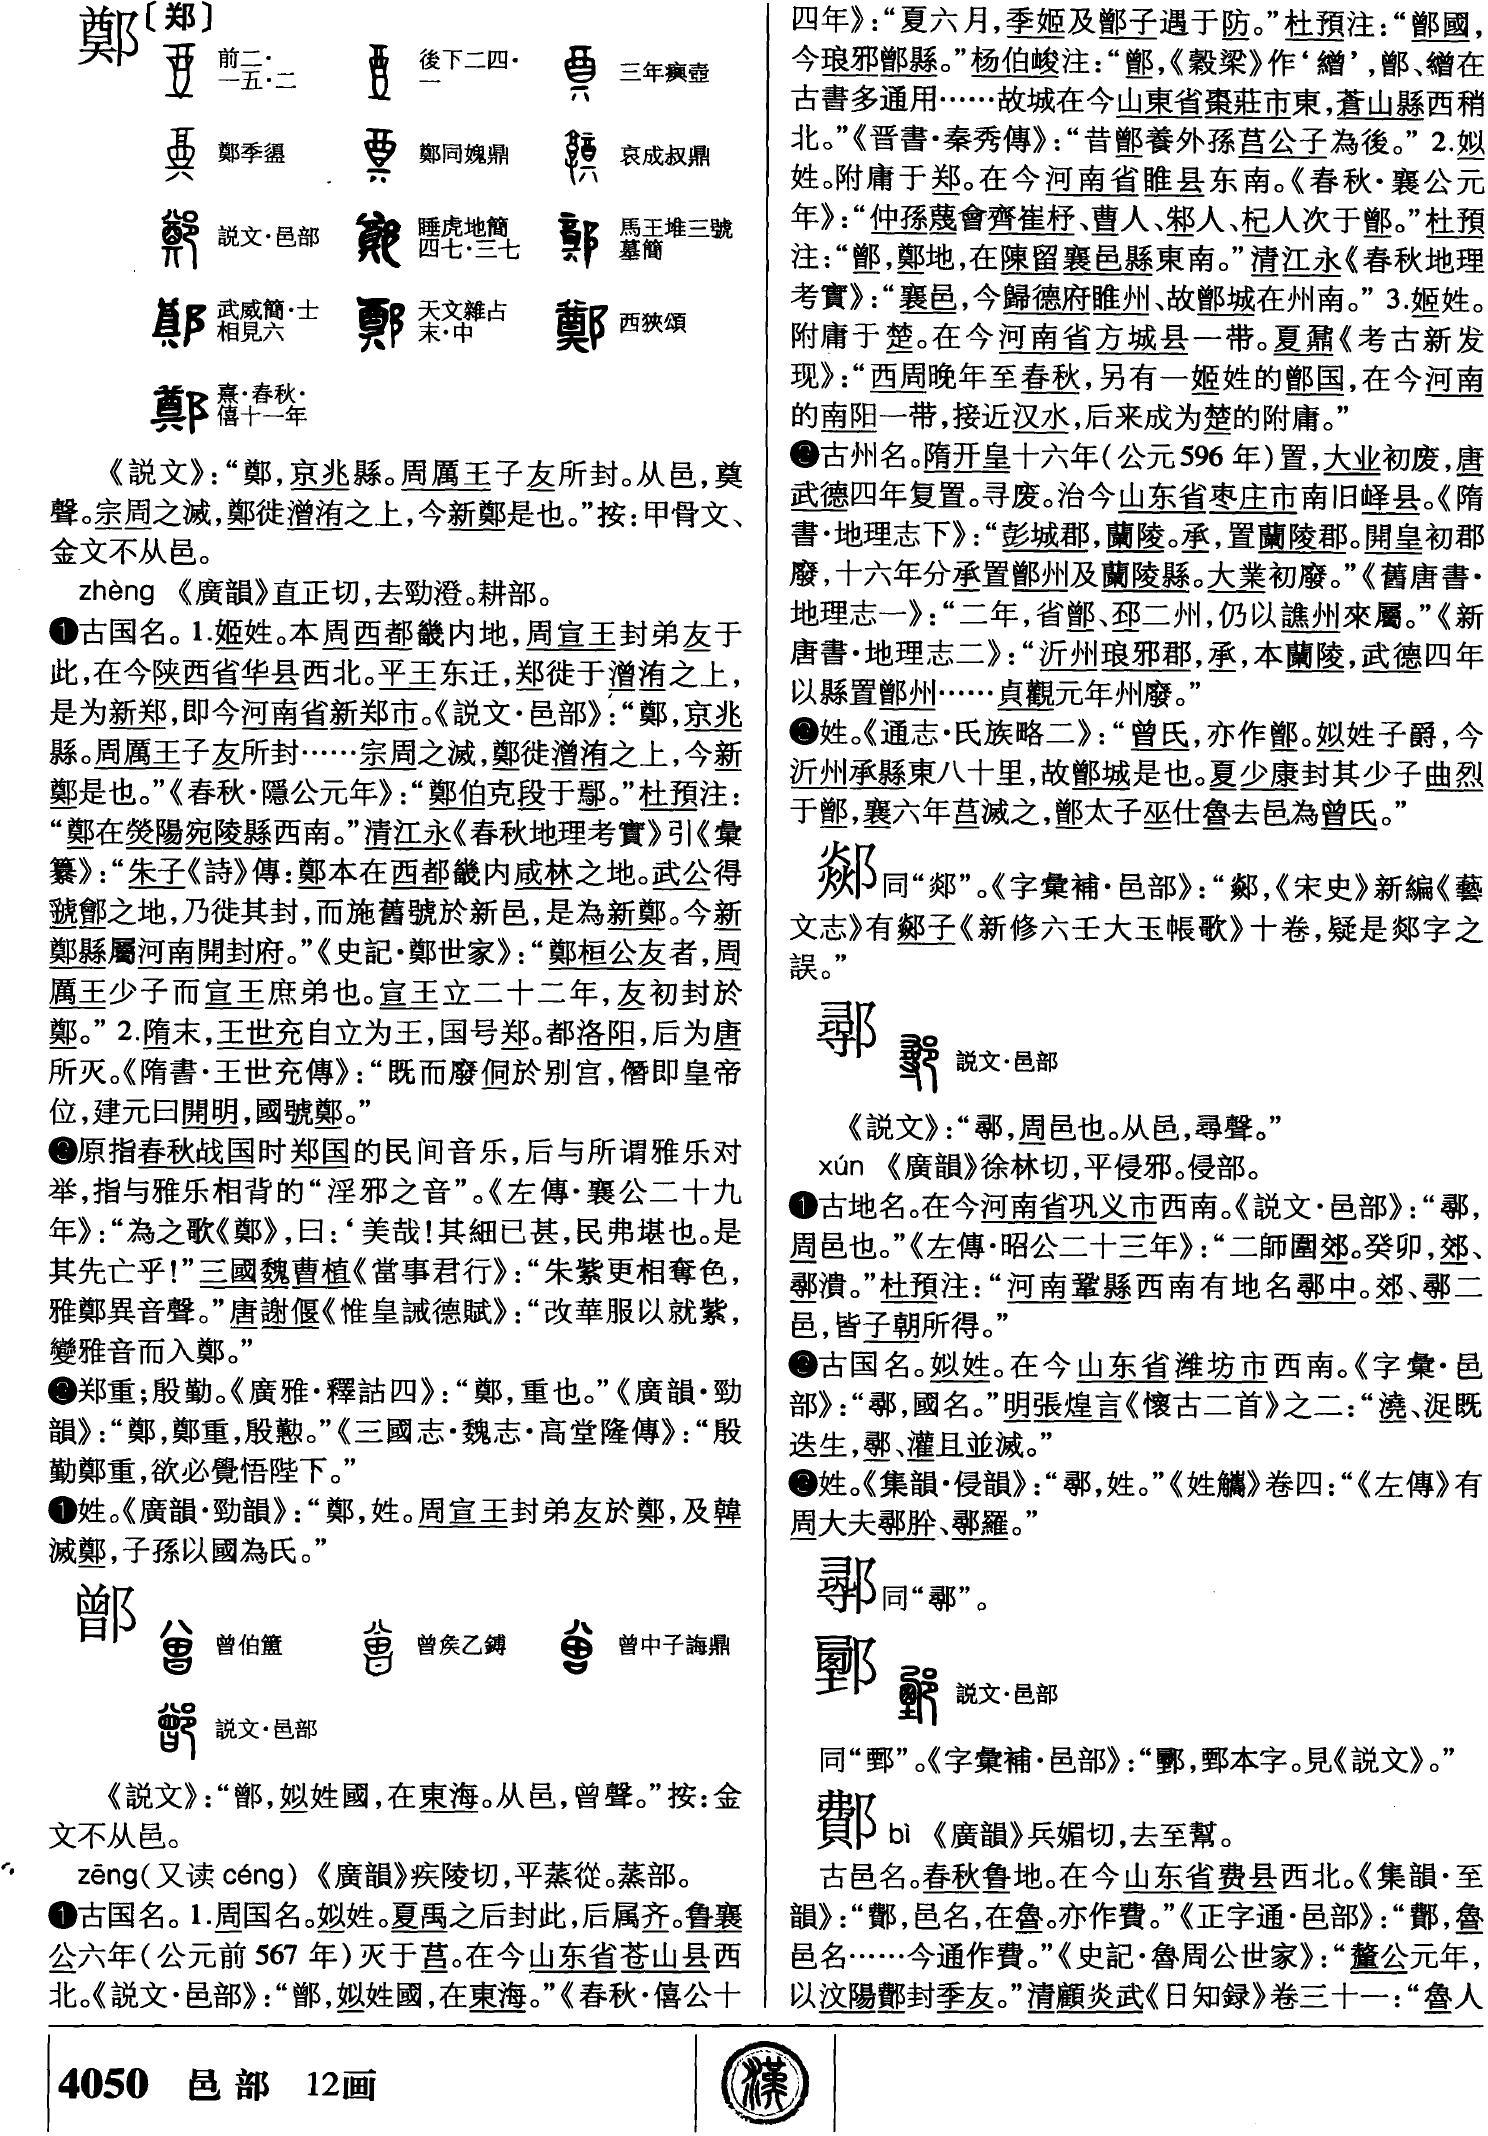 鄭〔郑〕
前二·一五·二
後下二四·一
三年㾓壺
鄭季盨
鄭同媿鼎
哀成叔鼎
説文·邑部
睡虎地簡四七·三七
馬王堆三號墓簡
武威簡·士相見六
天文雜占末·中
西狹頌
熹·春秋·僖十一年
《説文》：“鄭，京兆縣。周厲王子友所封。从邑，奠
聲。宗周之滅，鄭徙潧洧之上，今新鄭是也。”按：甲骨文、
金文不从邑。
zhèng 《廣韻》直正切，去勁澄。耕部。
❶古国名。1.姬姓。本周西都畿内地，周宣王封弟友于
此，在今陕西省华县西北。平王东迁，郑徙于潧洧之上，
是为新郑，即今河南省新郑市。《説文·邑部》：“鄭，京兆
縣。周厲王子友所封……宗周之滅，鄭徙潧洧之上，今新
鄭是也。”《春秋·隱公元年》：“鄭伯克段于鄢。”杜預注：
“鄭在熒陽宛陵縣西南。”清江永《春秋地理考實》引《彙
纂》：“朱子《詩》傳：鄭本在西都畿内咸林之地。武公得
虢鄶之地，乃徙其封，而施舊號於新邑，是為新鄭。今新
鄭縣屬河南開封府。”《史記·鄭世家》：“鄭桓公友者，周
厲王少子而宣王庶弟也。宣王立二十二年，友初封於
鄭。” 2.隋末，王世充自立为王，国号郑。都洛阳，后为唐
所灭。《隋書·王世充傳》：“既而廢侗於别宫，僭即皇帝
位，建元曰開明，國號鄭。”
❷原指春秋战国时郑国的民间音乐，后与所谓雅乐对
举，指与雅乐相背的“淫邪之音”。《左傳·襄公二十九
年》：“為之歌《鄭》，曰：‘美哉！其細已甚，民弗堪也。是
其先亡乎！”三國魏曹植《當事君行》：“朱紫更相奪色，
雅鄭異音聲。”唐謝偃《惟皇誡德賦》：“改華服以就紫，
變雅音而入鄭。”
❸郑重；殷勤。《廣雅·釋詁四》：“鄭，重也。”《廣韻·勁
韻》：“鄭，鄭重，殷懃。”《三國志·魏志·高堂隆傳》：“殷
勤鄭重，欲必覺悟陛下。”
❶姓。《廣韻·勁韻》：“鄭，姓。周宣王封弟友於鄭，及韓
滅鄭，子孫以國為氏。”
鄫
曾伯簠
曾矦乙鎛
曾中子誨鼎
説文·邑部
《説文》：“鄫，姒姓國，在東海。从邑，曾聲。”按：金
文不从邑。
zēng（又读céng） 《廣韻》疾陵切，平蒸從。蒸部。
❶古国名。1.周国名。姒姓。夏禹之后封此，后属齐。鲁襄
公六年（公元前567年）灭于莒。在今山东省苍山县西
北。《説文·邑部》：“鄫，姒姓國，在東海。”《春秋·僖公十
四年》：“夏六月，季姬及鄫子遇于防。”杜預注：“鄫國，
今琅邪鄫縣。”杨伯峻注：“鄫，《穀梁》作‘繒’，鄫、繒在
古書多通用……故城在今山東省棗莊市東，蒼山縣西稍
北。”《晋書·秦秀傳》：“昔鄫養外孫莒公子為後。” 2.姒
姓。附庸于郑。在今河南省睢县东南。《春秋·襄公元
年》：“仲孫蔑會齊崔杼、曹人、邾人、杞人次于鄫。”杜預
注：“鄫，鄭地，在陳留襄邑縣東南。”清江永《春秋地理
考實》：“襄邑，今歸德府睢州、故鄫城在州南。” 3.姬姓。
附庸于楚。在今河南省方城县一带。夏鼐《考古新发
现》：“西周晚年至春秋，另有一姬姓的鄫国，在今河南
的南阳一带，接近汉水，后来成为楚的附庸。”
❷古州名。隋开皇十六年（公元596年）置，大业初废，唐
武德四年复置。寻废。治今山东省枣庄市南旧峄县。《隋
書·地理志下》：“彭城郡，蘭陵。承，置蘭陵郡。開皇初郡
廢，十六年分承置鄫州及蘭陵縣。大業初廢。”《舊唐書·
地理志一》：“二年，省鄫、邳二州，仍以譙州來屬。”《新
唐書·地理志二》：“沂州琅邪郡，承，本蘭陵，武德四年
以縣置鄫州……貞觀元年州廢。”
❸姓。《通志·氏族略二》：“曾氏，亦作鄫。姒姓子爵，今
沂州承縣東八十里，故鄫城是也。夏少康封其少子曲烈
于鄫，襄六年莒滅之，鄫太子巫仕魯去邑為曾氏。”
同“郯”。《字彙補·邑部》：“，《宋史》新編《藝
文志》有子《新修六壬大玉帳歌》十卷，疑是郯字之
誤。”
鄩
説文·邑部
《説文》：“鄩，周邑也。从邑，尋聲。”
xún 《廣韻》徐林切，平侵邪。侵部。
❶古地名。在今河南省巩义市西南。《説文·邑部》：“鄩，
周邑也。”《左傳·昭公二十三年》：“二師圍郊。癸卯，郊、
鄩潰。”杜預注：“河南鞏縣西南有地名鄩中。郊、鄩二
邑，皆子朝所得。”
❷古国名。姒姓。在今山东省潍坊市西南。《字彙·邑
部》：“鄩，國名。”明張煌言《懷古二首》之二：“澆、浞既
迭生，鄩、灌且並滅。”
❸姓。《集韻·侵韻》：“鄩，姓。”《姓觿》卷四：“《左傳》有
周大夫鄩肸、鄩羅。”
同“鄩”。
説文·邑部
同“鄄”。《字彙補·邑部》：“，鄄本字。見《説文》。”
鄪 bì 《廣韻》兵媚切，去至幫。
古邑名。春秋鲁地。在今山东省费县西北。《集韻·至
韻》：“鄪，邑名，在魯。亦作費。”《正字通·邑部》：“鄪，魯
邑名……今通作費。”《史記·魯周公世家》：“釐公元年，
以汶陽鄪封季友。”清顧炎武《日知録》卷三十一：“魯人
4050 邑部 12画
漢